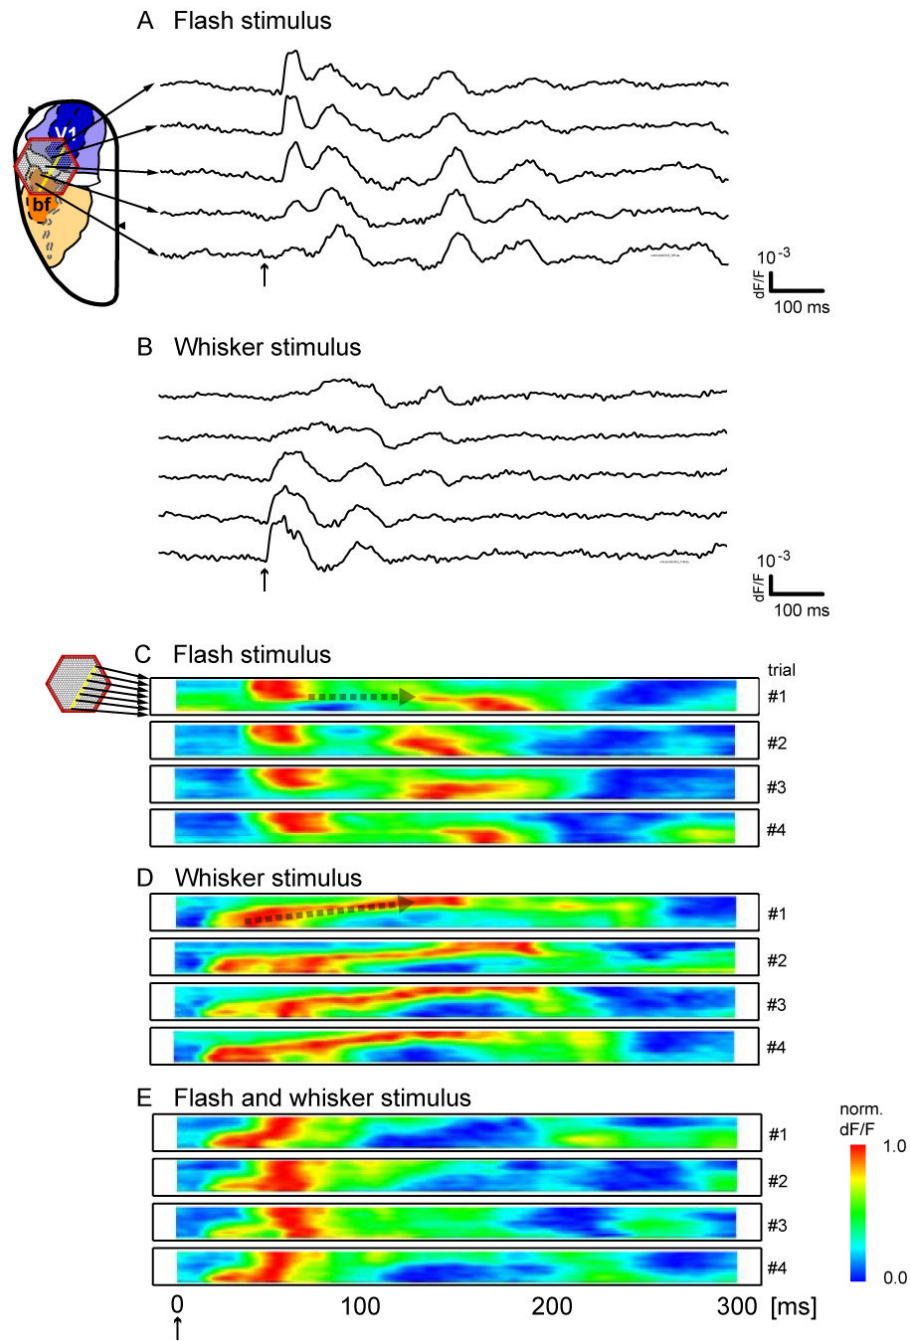 A Flash stimulus
V1
bf
10-3
dF/F
100 ms
B Whisker stimulus
10-3
dF/F
100 ms
C Flash stimulus
trial
#1
#2
#3
#4
D Whisker stimulus
#1
#2
#3
#4
E Flash and whisker stimulus
norm.
dF/F
#1
1.0
#2
#3
#4
0.0
0 100 200 300 [ms]